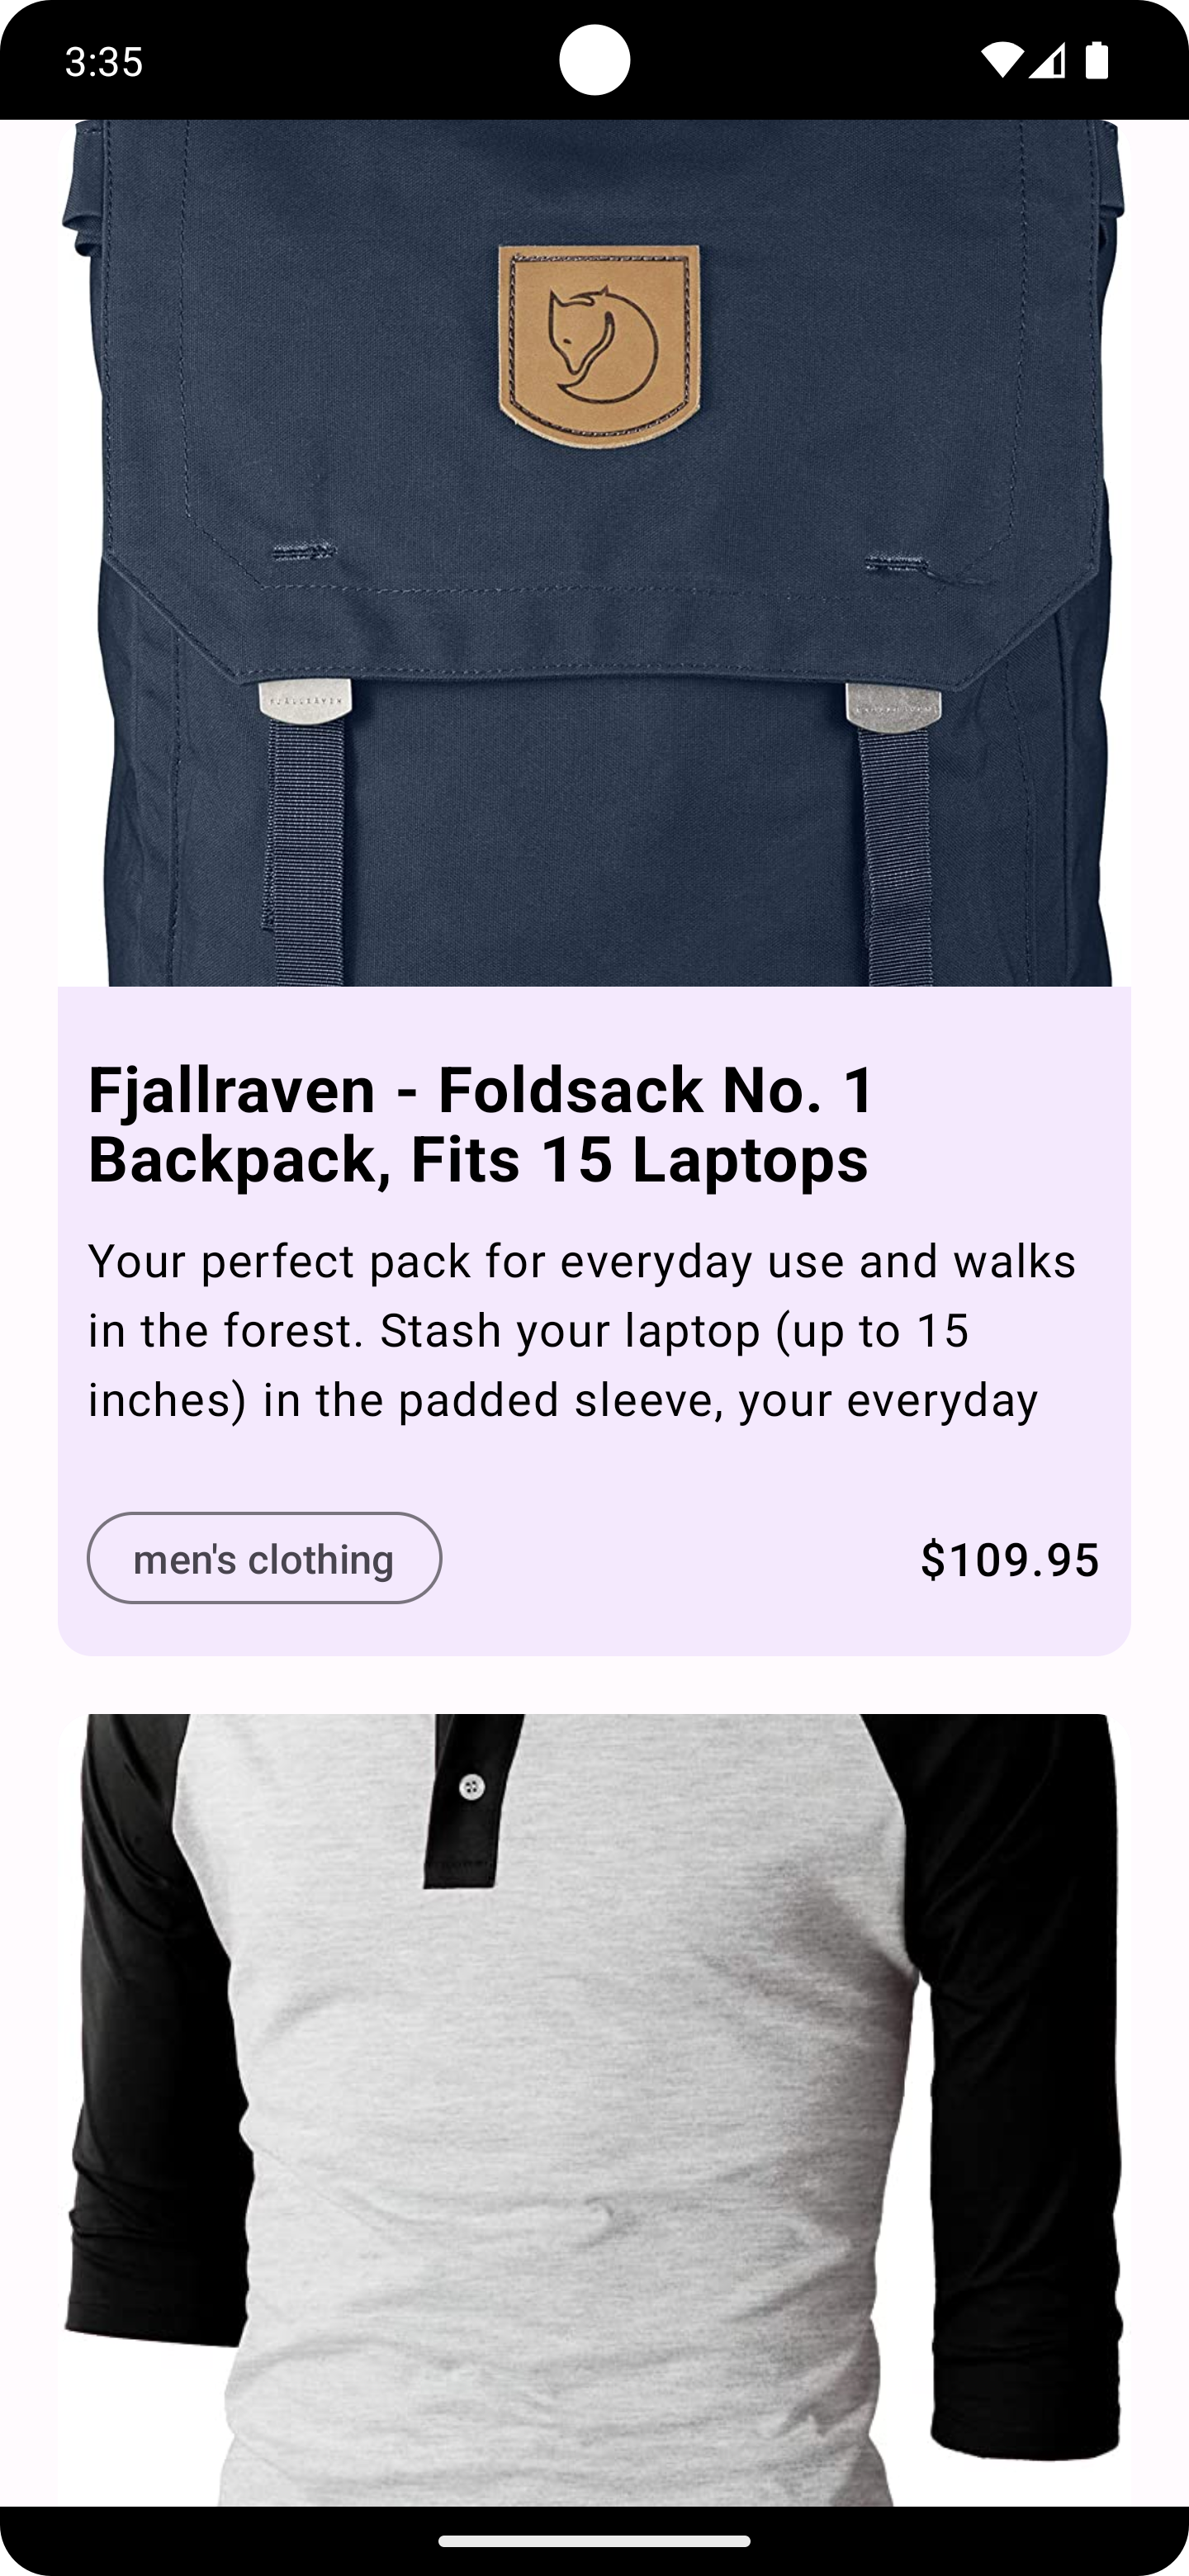 3:35
FJÄLLRÄVEN
Fjallraven - Foldsack No. 1
Backpack, Fits 15 Laptops
Your perfect pack for everyday use and walks
in the forest. Stash your laptop (up to 15
inches) in the padded sleeve, your everyday
men's clothing
$109.95